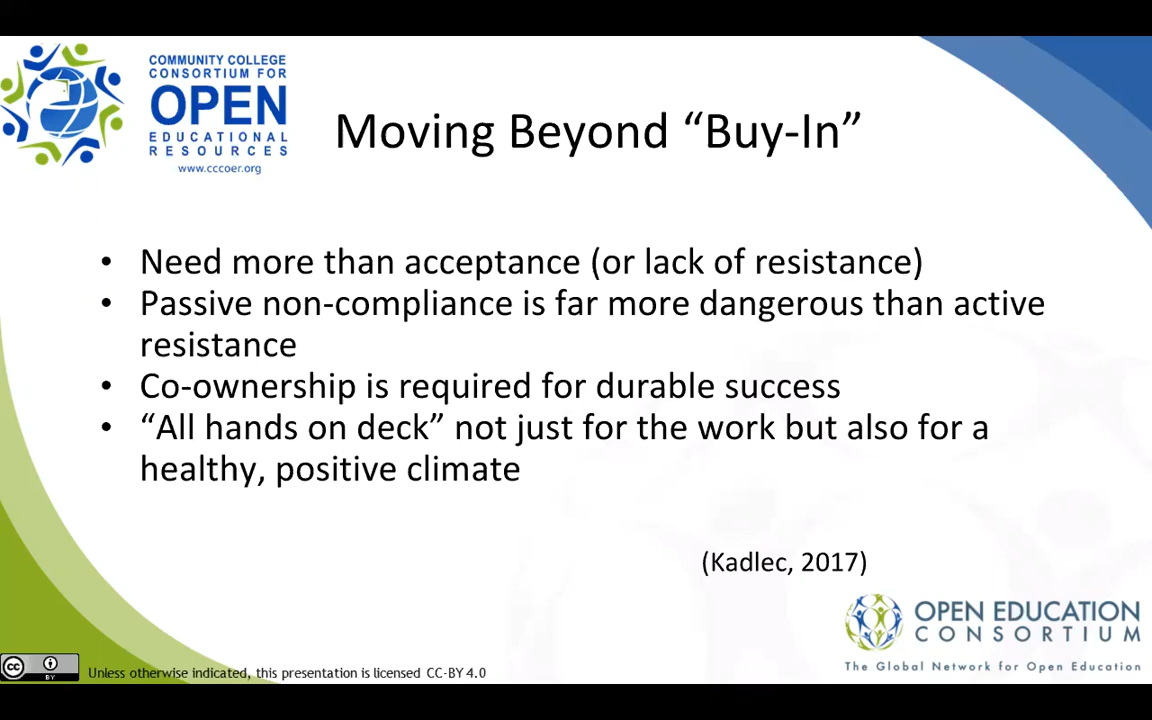 COMMUNITY COLLEGE
CONSORTIUM FOR
OPEN
EDUCATIONAL
RESOURCES
www.cccoer.org
Moving Beyond “Buy-In”
• Need more than acceptance (or lack of resistance)
• Passive non-compliance is far more dangerous than active
resistance
• Co-ownership is required for durable success
• “All hands on deck” not just for the work but also for a
healthy, positive climate
(Kadlec, 2017)
OPEN EDUCATION
CONSORTIUM
The Global Network for Open Education
cc BY
Unless otherwise indicated, this presentation is licensed CC-BY 4.0